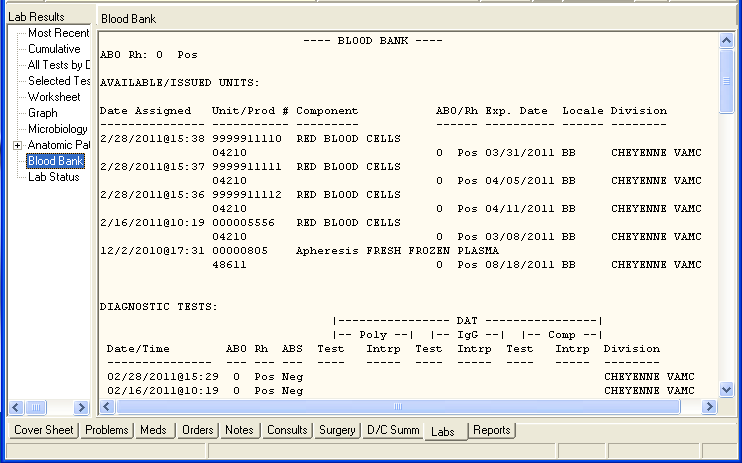 Lab Results
Most Recent
Cumulative
All Tests by D
Selected Tes
Worksheet
Graph
Microbiology
Anatomic Pat
Blood Bank
Lab Status
Blood Bank
---- BLOOD BANK ----
ABO Rh: O Pos
AVAILABLE/ISSUED UNITS:
Date Assigned Unit/Prod # Component ABO/Rh Exp. Date Locale Division
------------- ----------- --------- ------ --------- ------ --------
2/28/2011@15:38 9999911110 RED BLOOD CELLS
04210 O Pos 03/31/2011 BB CHEYENNE VAMC
2/28/2011@15:37 9999911111 RED BLOOD CELLS
04210 O Pos 04/05/2011 BB CHEYENNE VAMC
2/28/2011@15:36 9999911112 RED BLOOD CELLS
04210 O Pos 04/11/2011 BB CHEYENNE VAMC
2/16/2011@10:19 000005556 RED BLOOD CELLS
04210 O Pos 03/08/2011 BB CHEYENNE VAMC
12/2/2010@17:31 00000805 Apheresis FRESH FROZEN PLASMA
48611 O Pos 08/18/2011 BB CHEYENNE VAMC
DIAGNOSTIC TESTS:
|---------------- DAT ----------------|
|-- Poly --| |-- IgG --| |-- Comp --|
Date/Time ABO Rh ABS Test Intrp Test Intrp Test Intrp Division
--------------- --- --- --- ---- ----- ---- ----- ---- ----- --------
02/28/2011@15:29 O Pos Neg CHEYENNE VAMC
02/16/2011@10:19 O Pos Neg CHEYENNE VAMC
Cover Sheet Problems Meds Orders Notes Consults Surgery D/C Summ Labs Reports